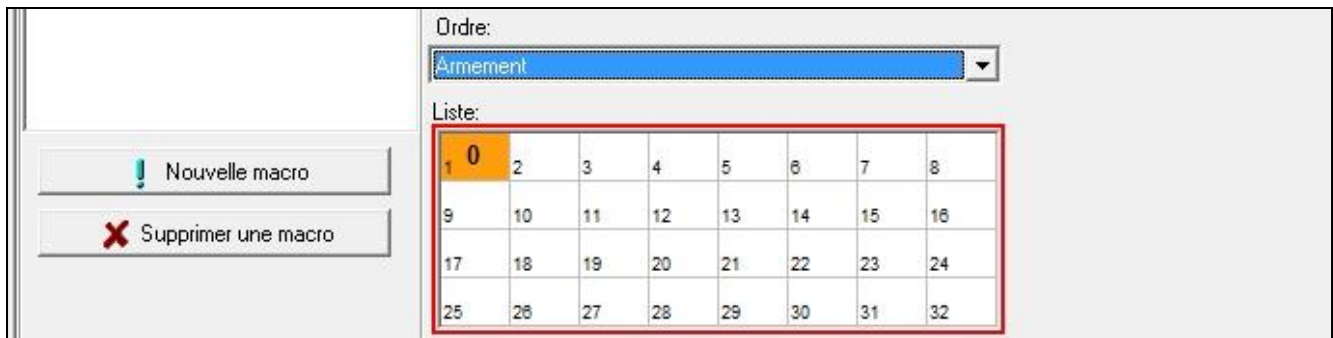 Ordre:
Armement
Liste:
1 0 2 3 4 5 6 7 8
Nouvelle macro
9 10 11 12 13 14 15 16
Supprimer une macro
17 18 19 20 21 22 23 24
25 26 27 28 29 30 31 32